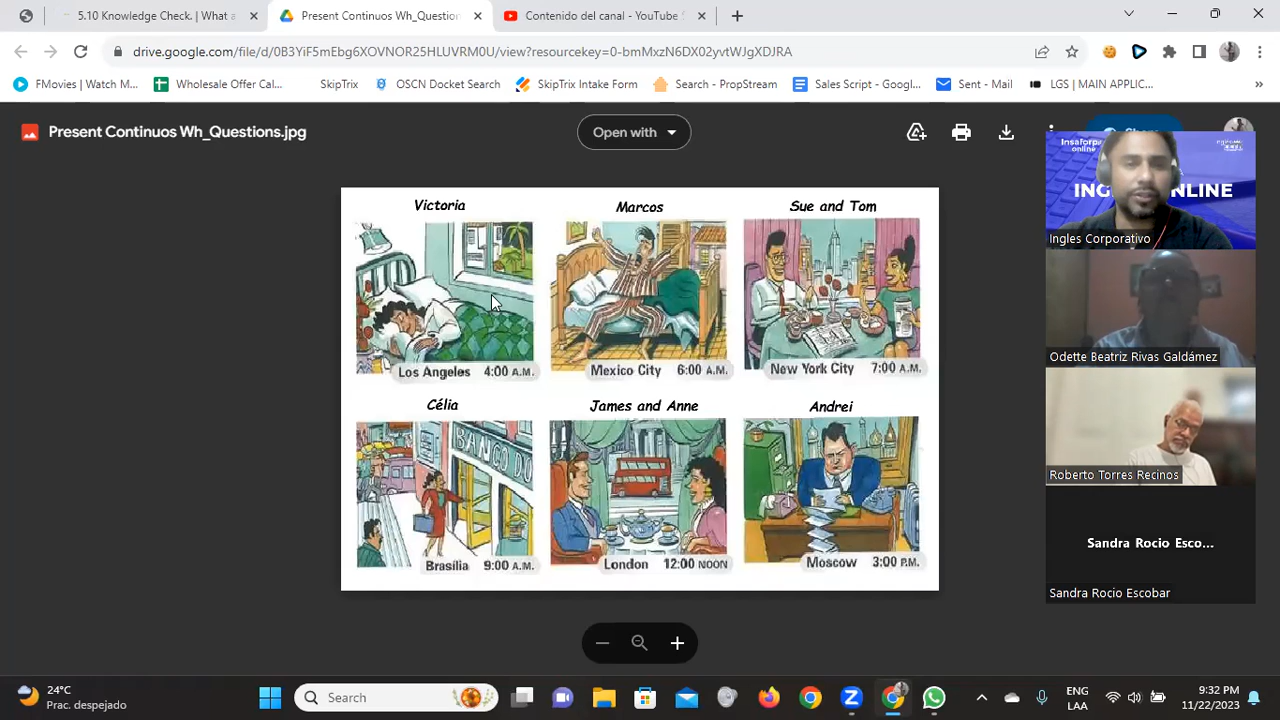 5.10 Knowledge Check. | What a
Present Continuos Wh_Question
Contenido del canal - YouTube S
drive.google.com/file/d/0B3YiF5mEbg6XOVNOR25HLUVRM0U/view?resourcekey=0-bmMxzN6DX02yvtWJgXDJRA
FMovies | Watch M...
Wholesale Offer Cal...
SkipTrix
OSCN Docket Search
SkipTrix Intake Form
Search - PropStream
Sales Script - Googl...
Sent - Mail
LGS | MAIN APPLIC...
Present Continuos Wh_Questions.jpg
Open with
Insaforp
online
INGLES ONLINE
Ingles Corporativo
Victoria
Marcos
Sue and Tom
Los Angeles 4:00 A.M.
Mexico City 6:00 A.M.
New York City 7:00 A.M.
Odette Beatriz Rivas Galdámez
Célia
James and Anne
Andrei
BANCO DO
Brasília 9:00 A.M.
London 12:00 NOON
Moscow 3:00 P.M.
Roberto Torres Recinos
Sandra Rocio Esco...
Sandra Rocio Escobar
24°C
Prac. despejado
Search
ENG
LAA
9:32 PM
11/22/2023